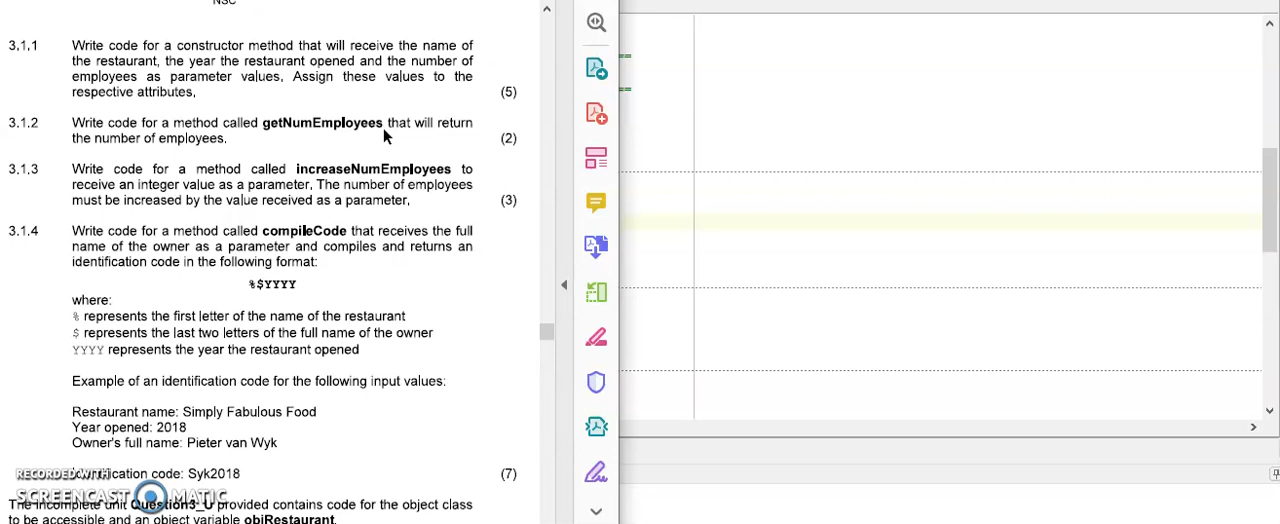 NSC
3.1.1 Write code for a constructor method that will receive the name of
the restaurant, the year the restaurant opened and the number of
employees as parameter values. Assign these values to the
respective attributes. (5)
3.1.2 Write code for a method called getNumEmployees that will return
the number of employees. (2)
3.1.3 Write code for a method called increaseNumEmployees to
receive an integer value as a parameter. The number of employees
must be increased by the value received as a parameter. (3)
3.1.4 Write code for a method called compileCode that receives the full
name of the owner as a parameter and compiles and returns an
identification code in the following format:
%$YYYY
where:
% represents the first letter of the name of the restaurant
$ represents the last two letters of the full name of the owner
YYYY represents the year the restaurant opened
Example of an identification code for the following input values:
Restaurant name: Simply Fabulous Food
Year opened: 2018
Owner's full name: Pieter van Wyk
Identification code: Syk2018 (7)
RECORDED WITH
SCREENCAST MATIC
The incomplete unit Question3_U provided contains code for the object class
to be accessible and an object variable objRestaurant.